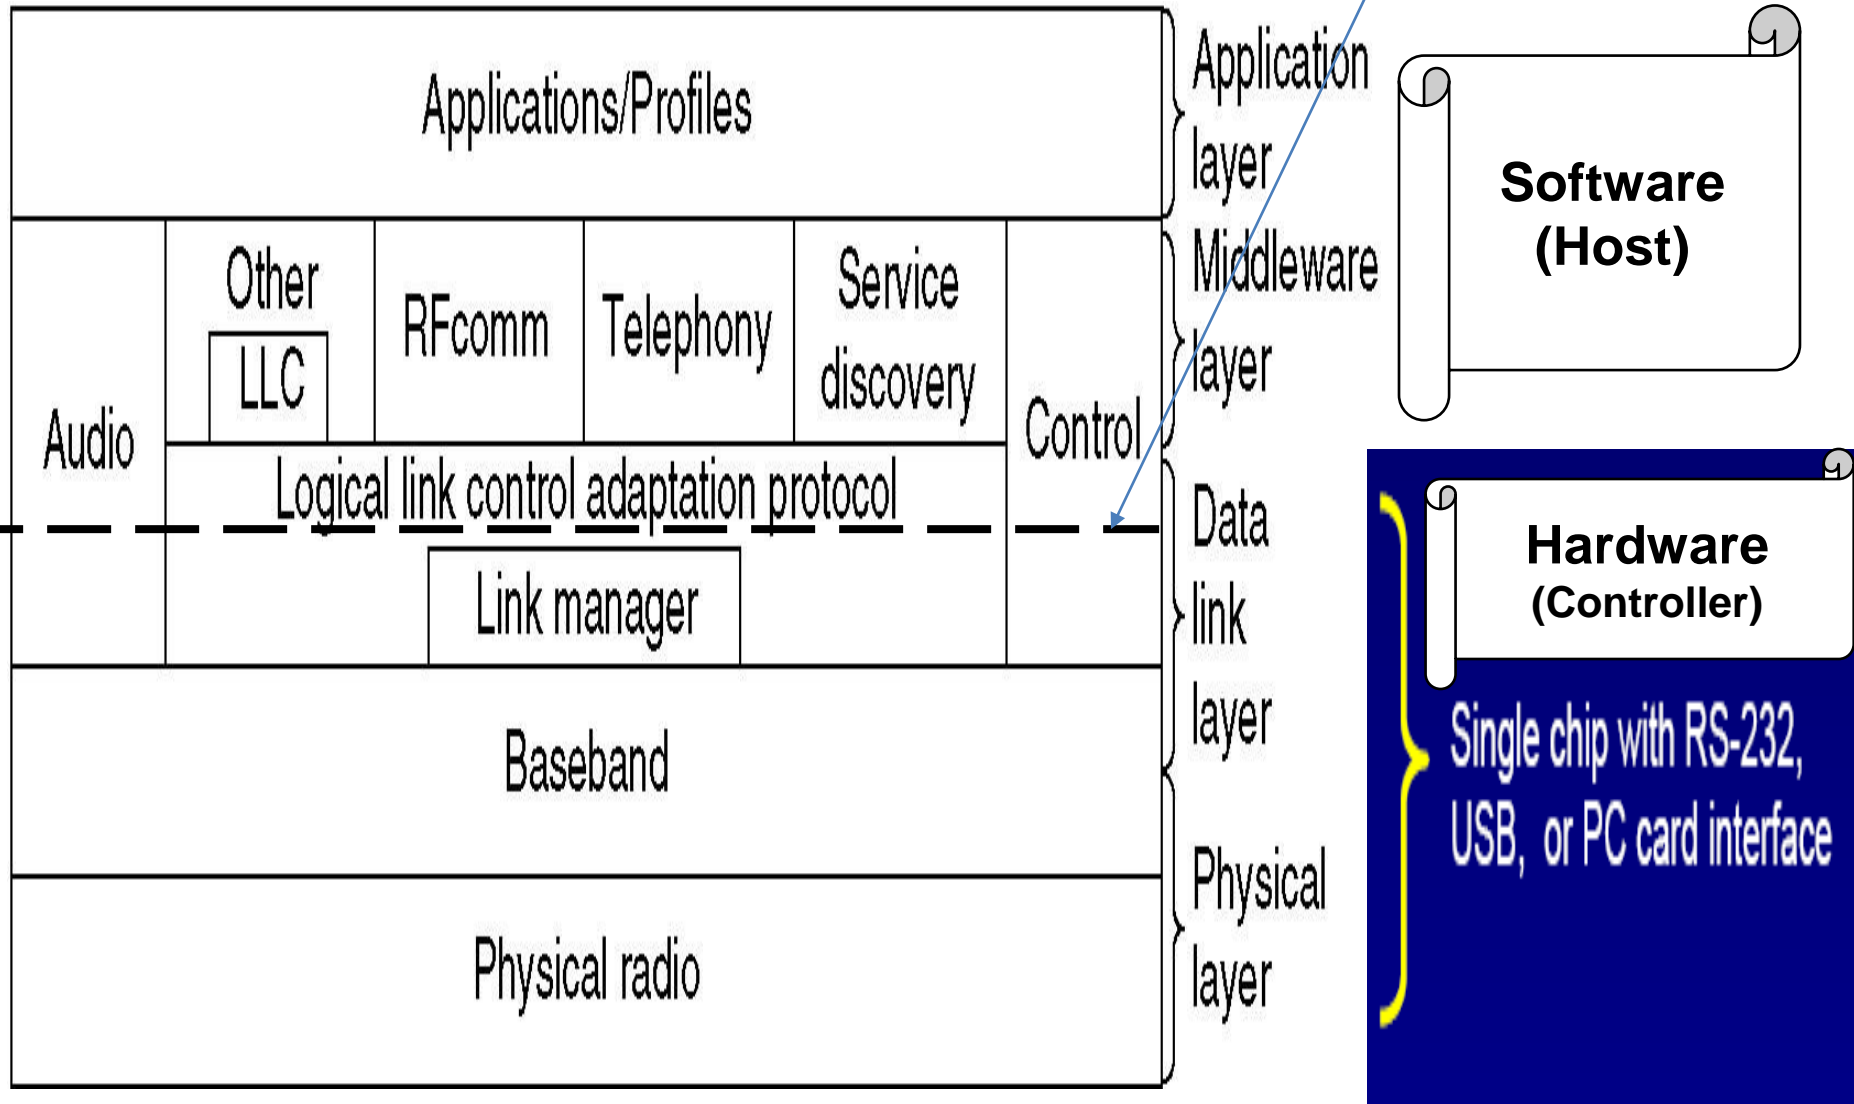 Applications/Profiles
Application
layer
Software
(Host)
Audio
Other
LLC
RFcomm
Telephony
Service
discovery
Control
Middleware
layer
Logical link control adaptation protocol
Link manager
Data
link
layer
Hardware
(Controller)
Single chip with RS-232,
USB, or PC card interface
Baseband
Physical radio
Physical
layer